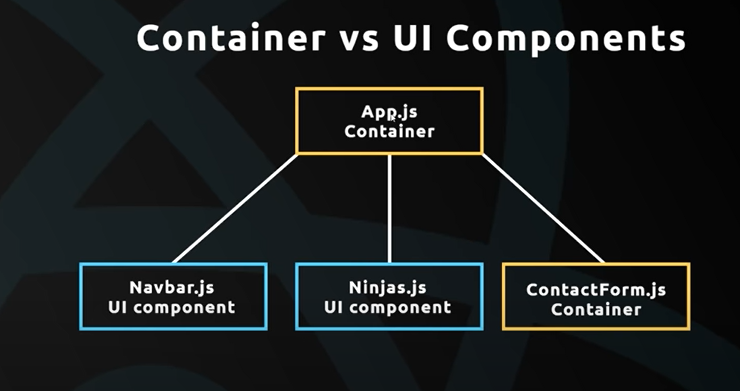 Container vs UI Components
App.js
Container
Navbar.js
UI component
Ninjas.js
UI component
ContactForm.js
Container